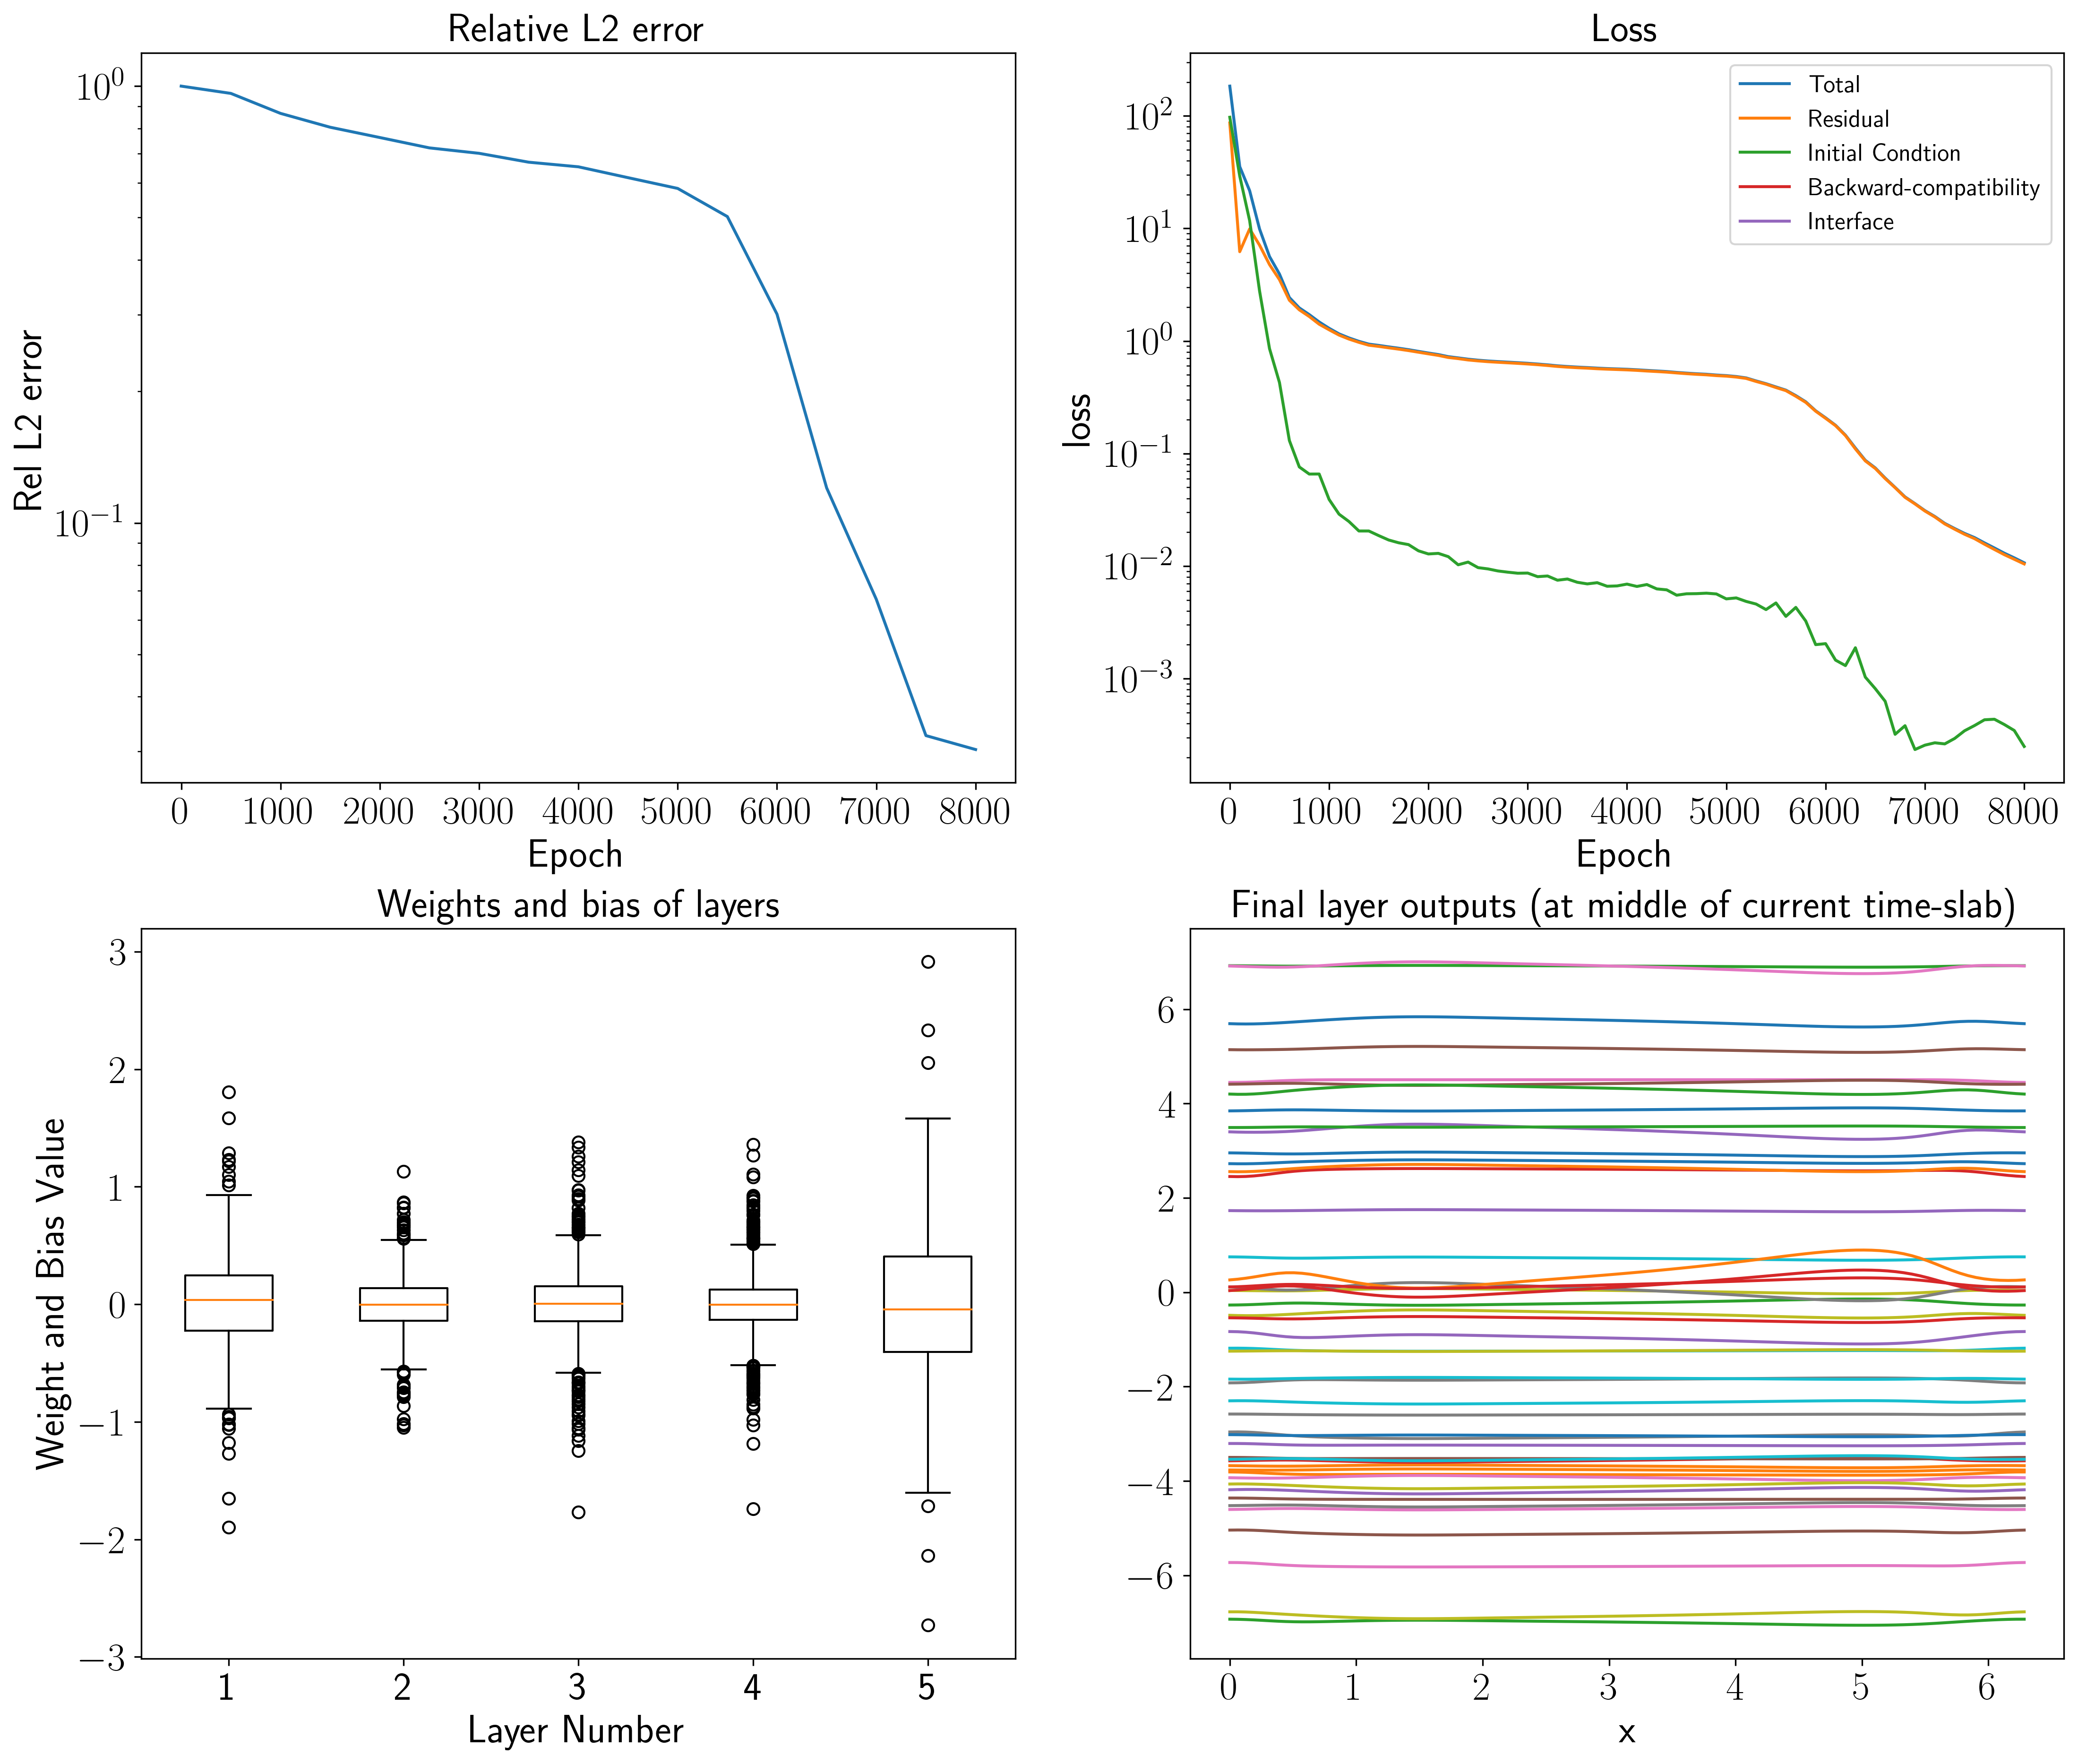 Relative L2 error
10^0
10^−1
Rel L2 error
0 1000 2000 3000 4000 5000 6000 7000 8000
Epoch
Loss
Total
Residual
Initial Condtion
Backward-compatibility
Interface
10^2
10^1
10^0
10^−1
10^−2
10^−3
loss
0 1000 2000 3000 4000 5000 6000 7000 8000
Epoch
Weights and bias of layers
3
2
1
0
−1
−2
−3
Weight and Bias Value
1 2 3 4 5
Layer Number
Final layer outputs (at middle of current time-slab)
6
4
2
0
−2
−4
−6
0 1 2 3 4 5 6
x